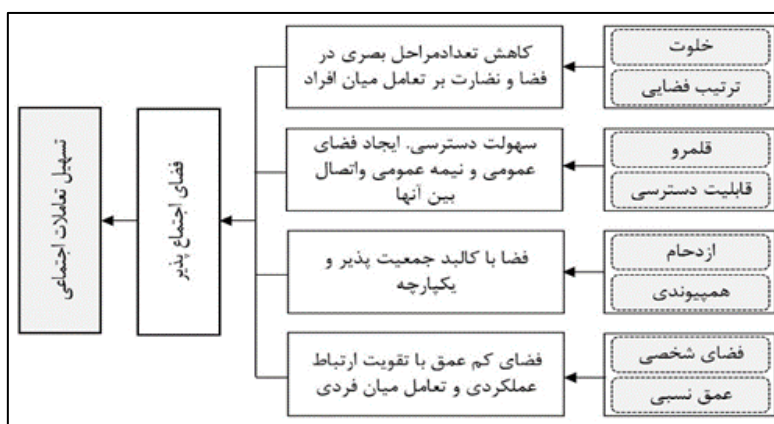 خلوت
ترتیب فضایی
کاهش تعدادمراحل بصری در
فضا و نضارت بر تعامل میان افراد
قلمرو
قابلیت دسترسی
سهولت دسترسی. ایجاد فضای
عمومی و نیمه عمومی واتصال
بین آنها
ازدحام
همپیوندی
فضا با کالبد جمعیت پذیر و
یکپارچه
فضای شخصی
عمق نسبی
فضای کم عمق با تقویت ارتباط
عملکردی و تعامل میان فردی
فضای اجتماع پذیر
تسهیل تعاملات اجتماعی